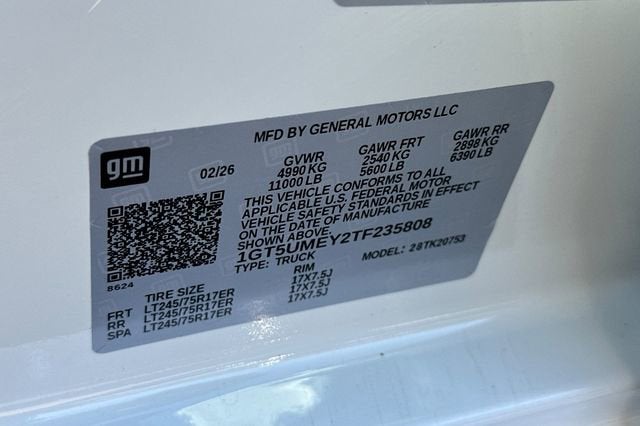 MFD BY GENERAL MOTORS LLC
gm
02/26
GVWR GAWR FRT GAWR RR
4990 KG 2540 KG 2898 KG
11000 LB 5600 LB 6390 LB
THIS VEHICLE CONFORMS TO ALL
APPLICABLE U.S. FEDERAL MOTOR
VEHICLE SAFETY STANDARDS IN EFFECT
ON THE DATE OF MANUFACTURE
SHOWN ABOVE.
1GT5UMEY2TF235808
TYPE: TRUCK MODEL: 28TK20753
8624
TIRE SIZE RIM
FRT LT245/75R17ER 17X7.5J
RR LT245/75R17ER 17X7.5J
SPA LT245/75R17ER 17X7.5J